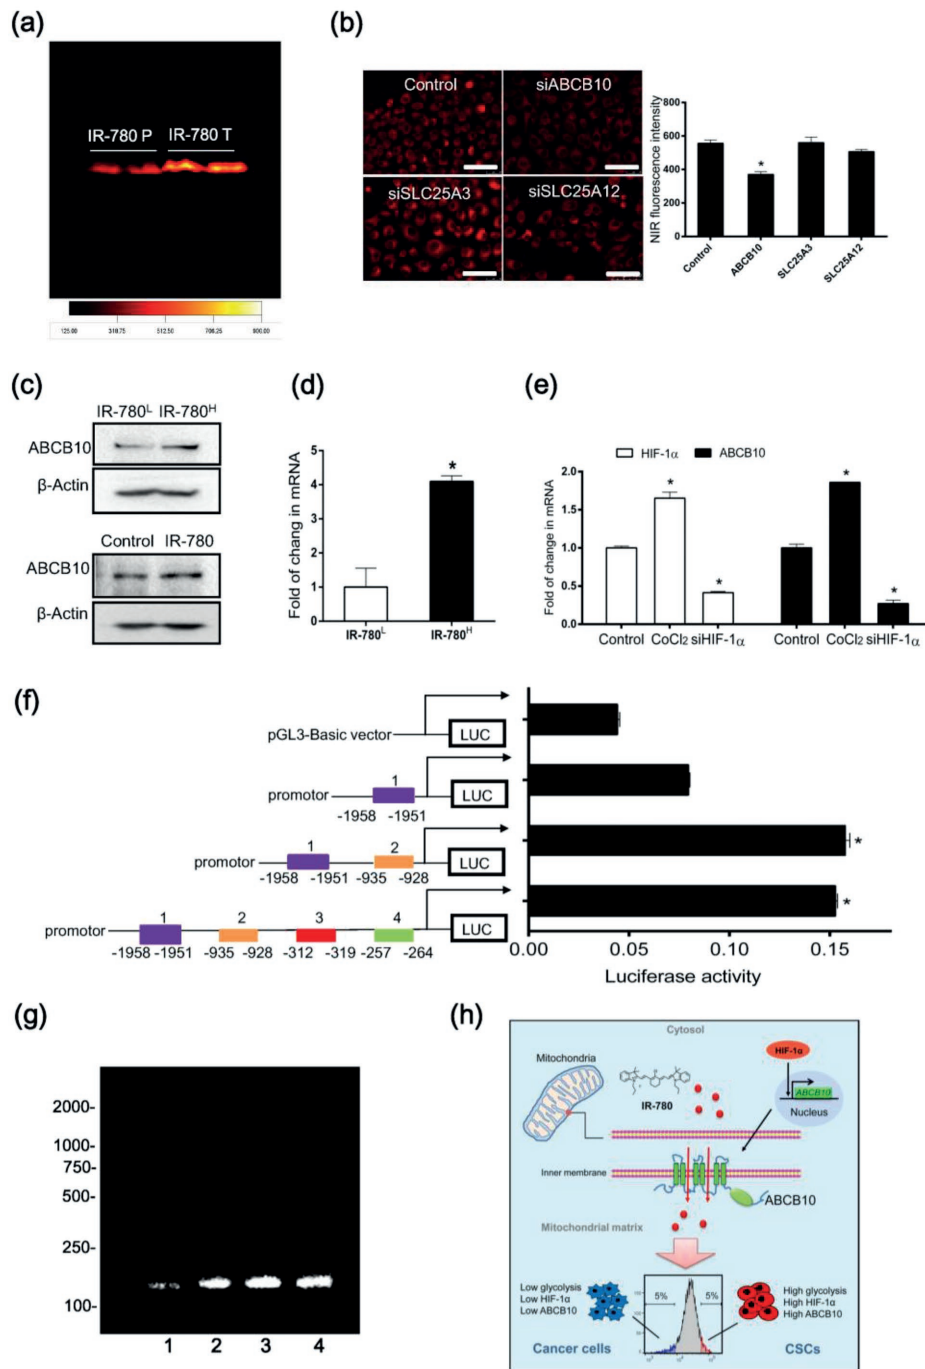 (a)
IR-780 P IR-780 T
125.00 318.75 512.50 706.25 900.00
(b)
Control siABCB10
siSLC25A3 siSLC25A12
NIR fluorescence intensity
800
600
400
200
0
*
Control ABCB10 SLC25A3 SLC25A12
(c)
IR-780L IR-780H
ABCB10
β-Actin
Control IR-780
ABCB10
β-Actin
(d)
Fold of chang in mRNA
5
4
3
2
1
0
*
IR-780L IR-780H
(e)
HIF-1α ABCB10
Fold of change in mRNA
2.0
1.5
1.0
0.5
0.0
* * * *
Control CoCl2 siHIF-1α Control CoCl2 siHIF-1α
(f)
pGL3-Basic vector LUC
1
promotor LUC
-1958 -1951
1 2
promotor LUC
-1958 -1951 -935 -928
*
1 2 3 4
promotor LUC
-1958 -1951 -935 -928 -312 -319 -257 -264
*
0.00 0.05 0.10 0.15
Luciferase activity
(g)
2000-
1000-
750-
500-
250-
100-
1 2 3 4
(h)
Cytosol
HIF-1α
Mitochondria
ABCB10
IR-780
Nucleus
Inner membrane
ABCB10
Mitochondrial matrix
Low glycolysis
Low HIF-1α
Low ABCB10
5% 5%
High glycolysis
High HIF-1α
High ABCB10
Cancer cells CSCs